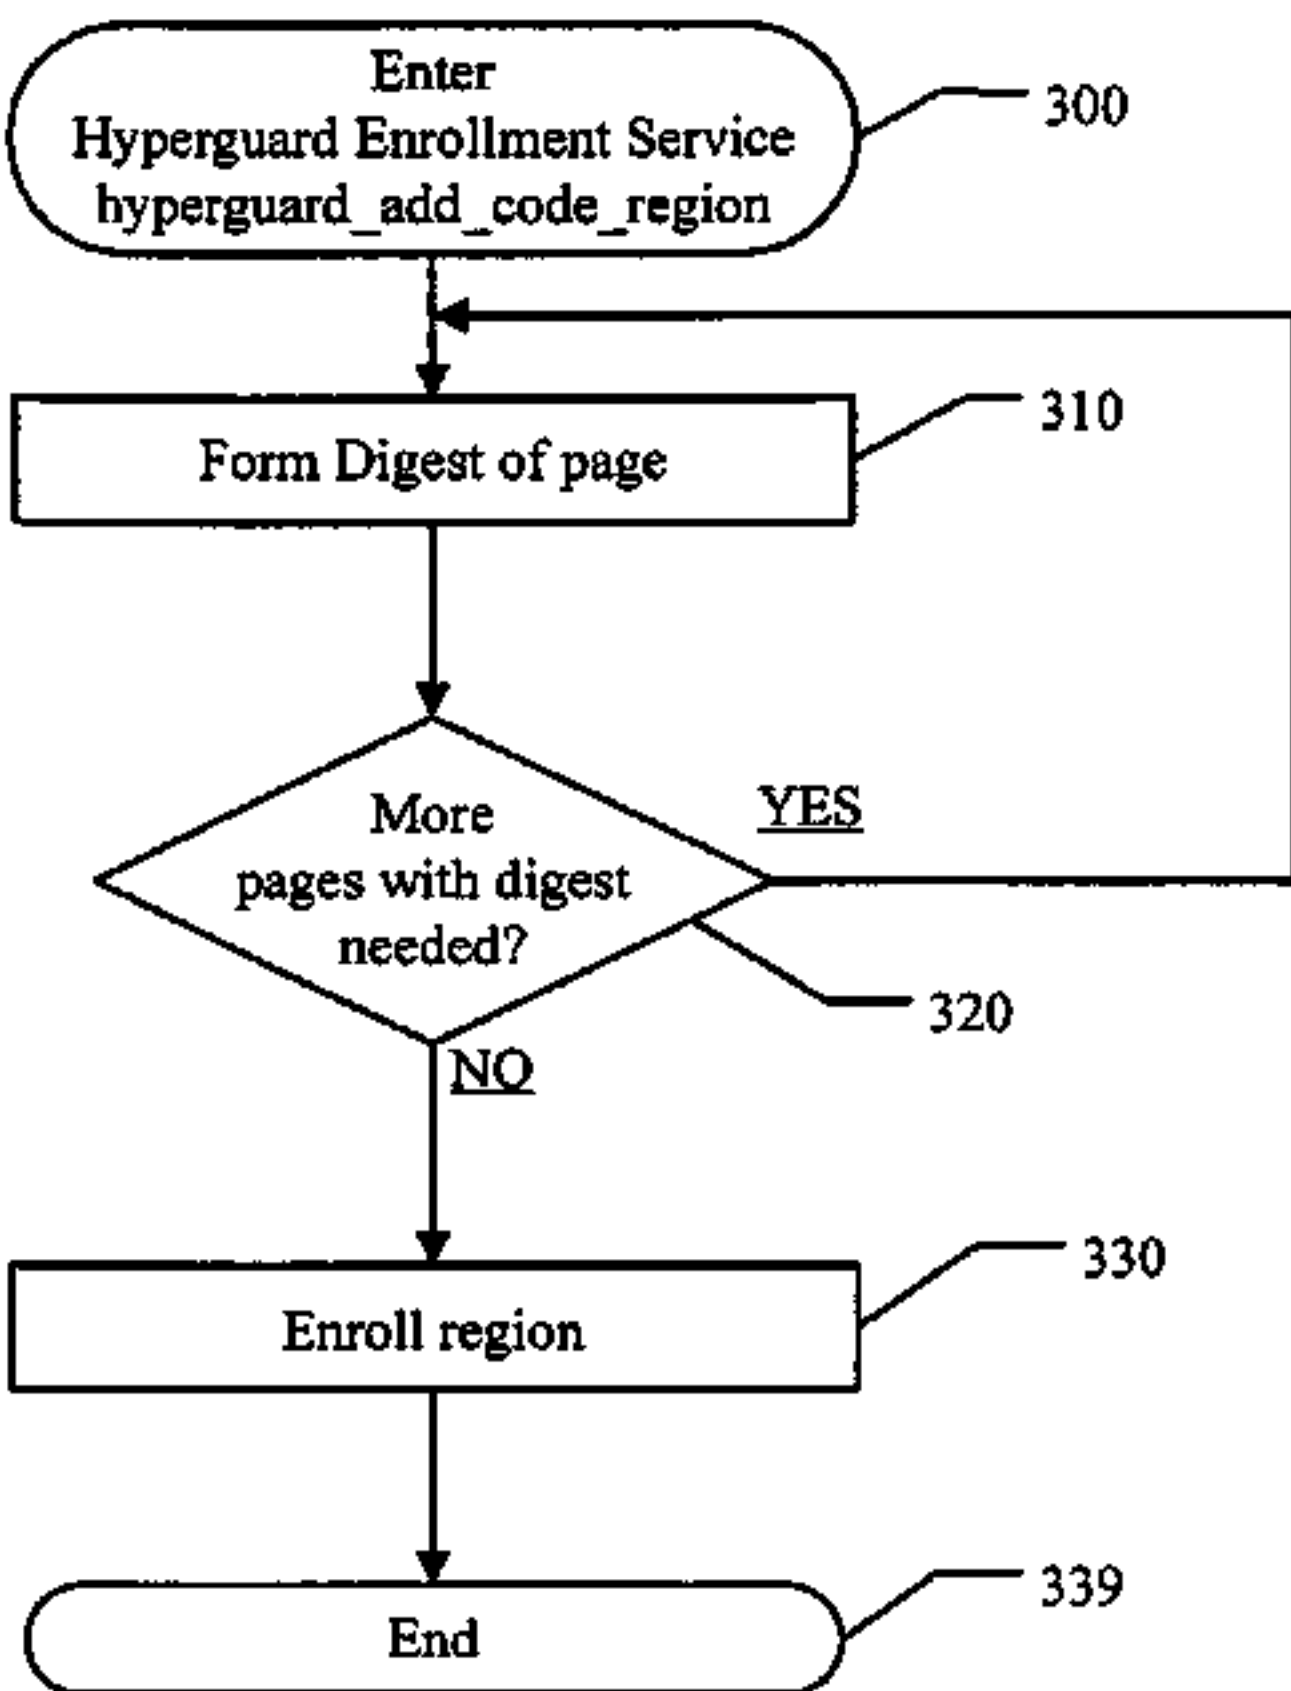 Enter
Hyperguard Enrollment Service
hyperguard_add_code_region
300
Form Digest of page
310
More
pages with digest
needed?
YES
320
NO
Enroll region
330
End
339